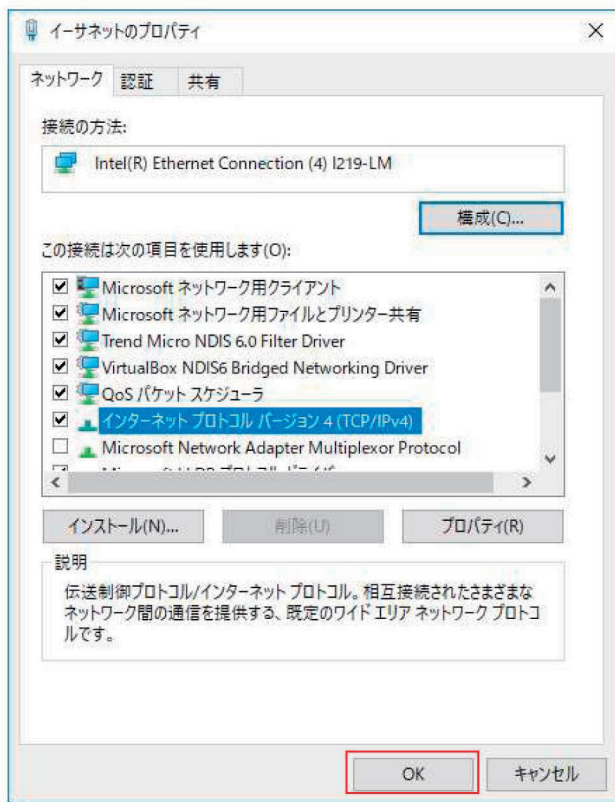 イーサネットのプロパティ
ネットワーク 認証 共有
接続の方法:
Intel(R) Ethernet Connection (4) I219-LM
構成(C)...
この接続は次の項目を使用します(O):
Microsoft ネットワーク用クライアント
Microsoft ネットワーク用ファイルとプリンター共有
Trend Micro NDIS 6.0 Filter Driver
VirtualBox NDIS6 Bridged Networking Driver
QoS パケット スケジューラ
インターネット プロトコル バージョン 4 (TCP/IPv4)
Microsoft Network Adapter Multiplexor Protocol
インストール(N)... 削除(U) プロパティ(R)
説明
伝送制御プロトコル/インターネット プロトコル。相互接続されたさまざまな
ネットワーク間の通信を提供する、既定のワイド エリア ネットワーク プロトコ
ルです。
OK キャンセル